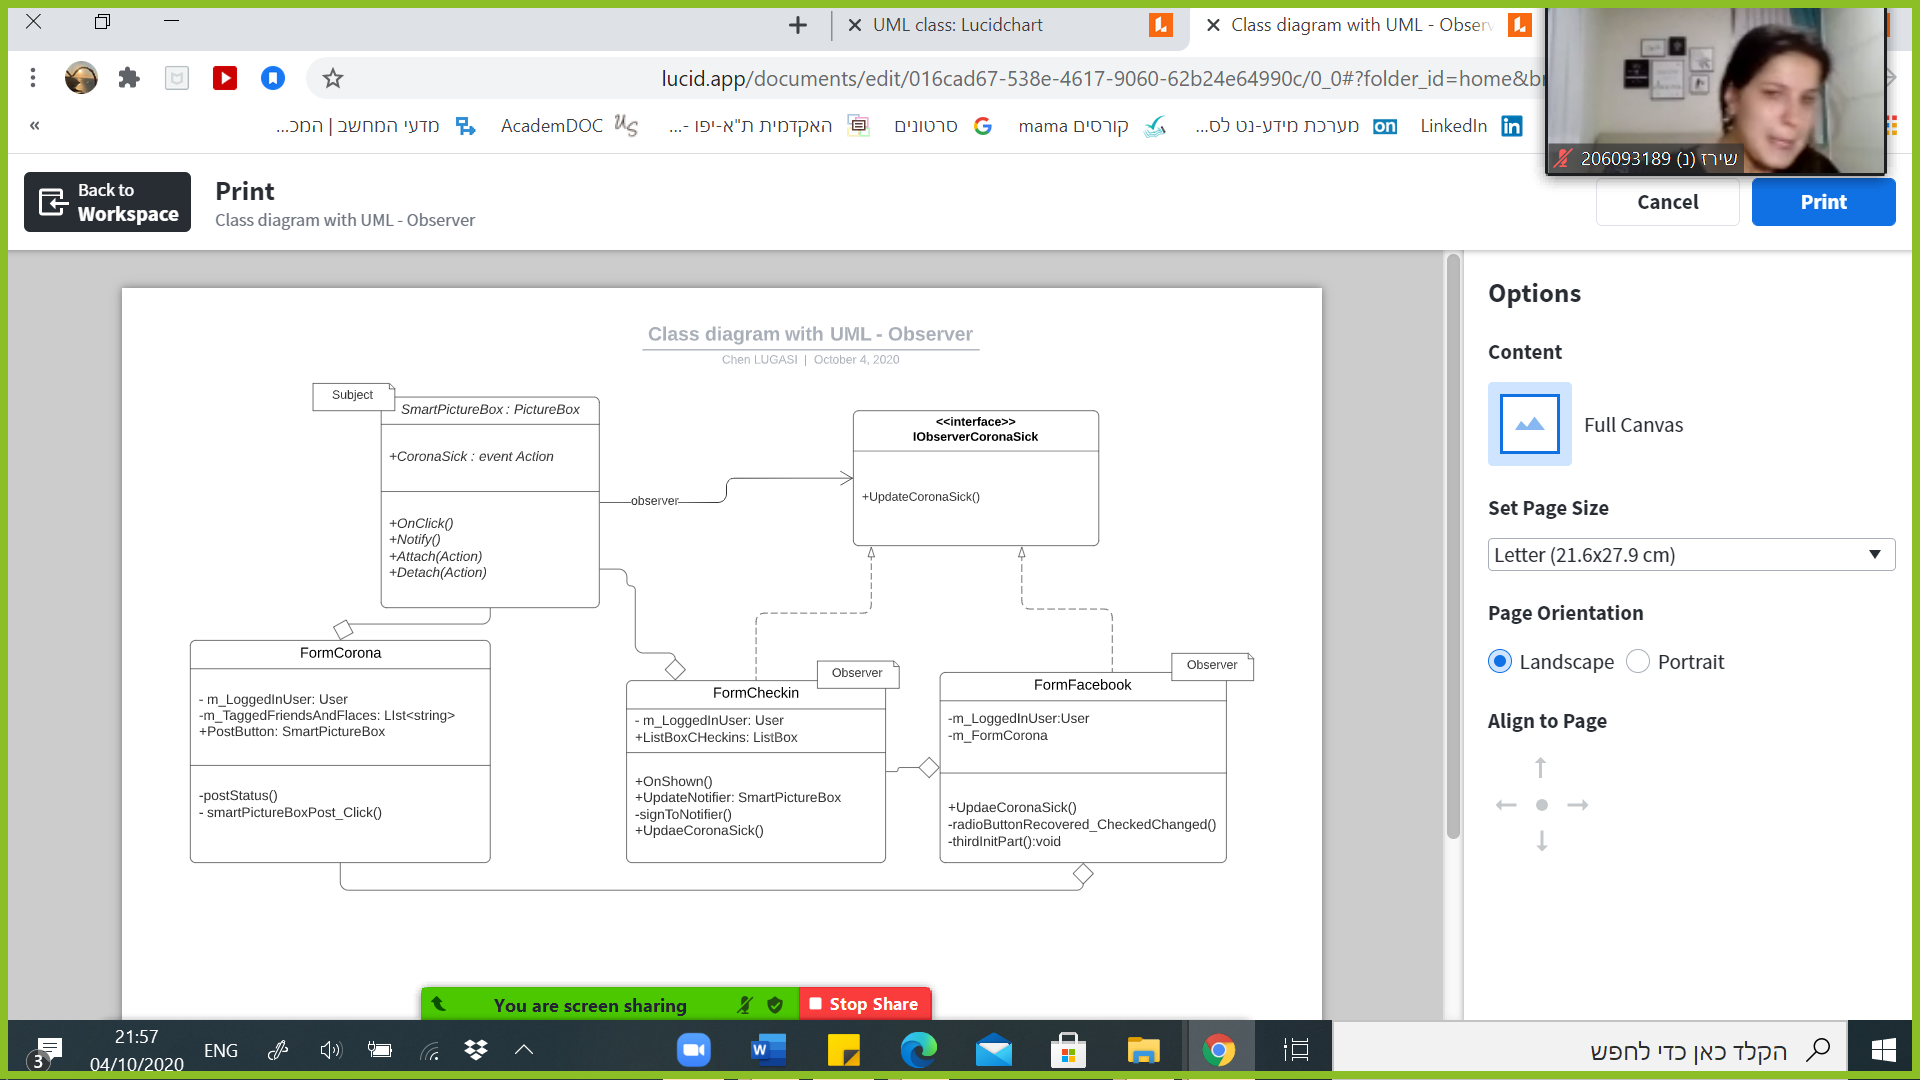 UML class: Lucidchart
Class diagram with UML - Observ
lucid.app/documents/edit/016cad67-538e-4617-9060-62b24e64990c/0_0#?folder_id=home&b
«
מדעי המחשב | המכ...
AcademDOC
האקדמית ת"א-יפו -...
סרטונים
קורסים mama
מערכת מידע-נט לס...
LinkedIn
שירז (נ) 206093189
Back to
Workspace
Print
Class diagram with UML - Observer
Cancel
Print
Class diagram with UML - Observer
Chen LUGASI | October 4, 2020
Subject
SmartPictureBox : PictureBox
+CoronaSick : event Action
+OnClick()
+Notify()
+Attach(Action)
+Detach(Action)
observer
<<interface>>
IObserverCoronaSick
+UpdateCoronaSick()
FormCorona
- m_LoggedInUser: User
-m_TaggedFriendsAndFlaces: LIst<string>
+PostButton: SmartPictureBox
-postStatus()
- smartPictureBoxPost_Click()
Observer
FormCheckin
- m_LoggedInUser: User
+ListBoxCHeckins: ListBox
+OnShown()
+UpdateNotifier: SmartPictureBox
-signToNotifier()
+UpdaeCoronaSick()
Observer
FormFacebook
-m_LoggedInUser:User
-m_FormCorona
+UpdaeCoronaSick()
-radioButtonRecovered_CheckedChanged()
-thirdInitPart():void
Options
Content
Full Canvas
Set Page Size
Letter (21.6x27.9 cm)
Page Orientation
Landscape
Portrait
Align to Page
You are screen sharing
Stop Share
3
21:57
04/10/2020
ENG
הקלד כאן כדי לחפש